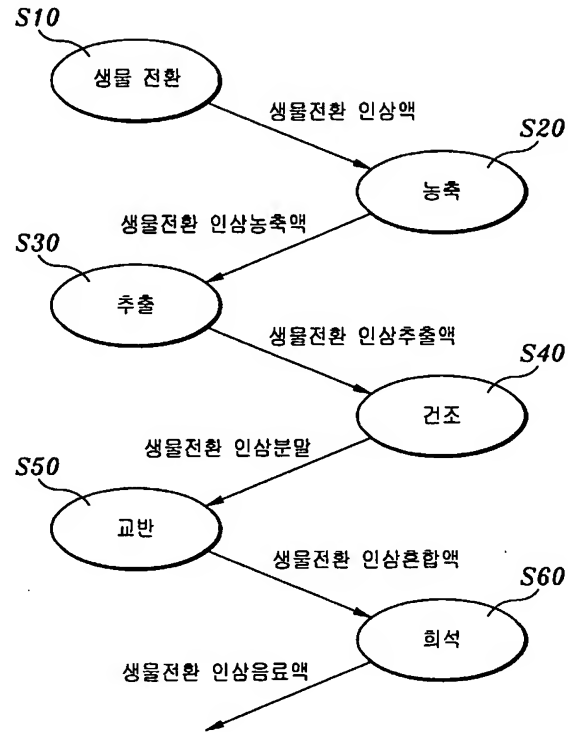 S10
생물 전환
생물전환 인삼액
S20
농축
생물전환 인삼농축액
S30
추출
생물전환 인삼추출액
S40
건조
생물전환 인삼분말
S50
교반
생물전환 인삼혼합액
S60
희석
생물전환 인삼음료액